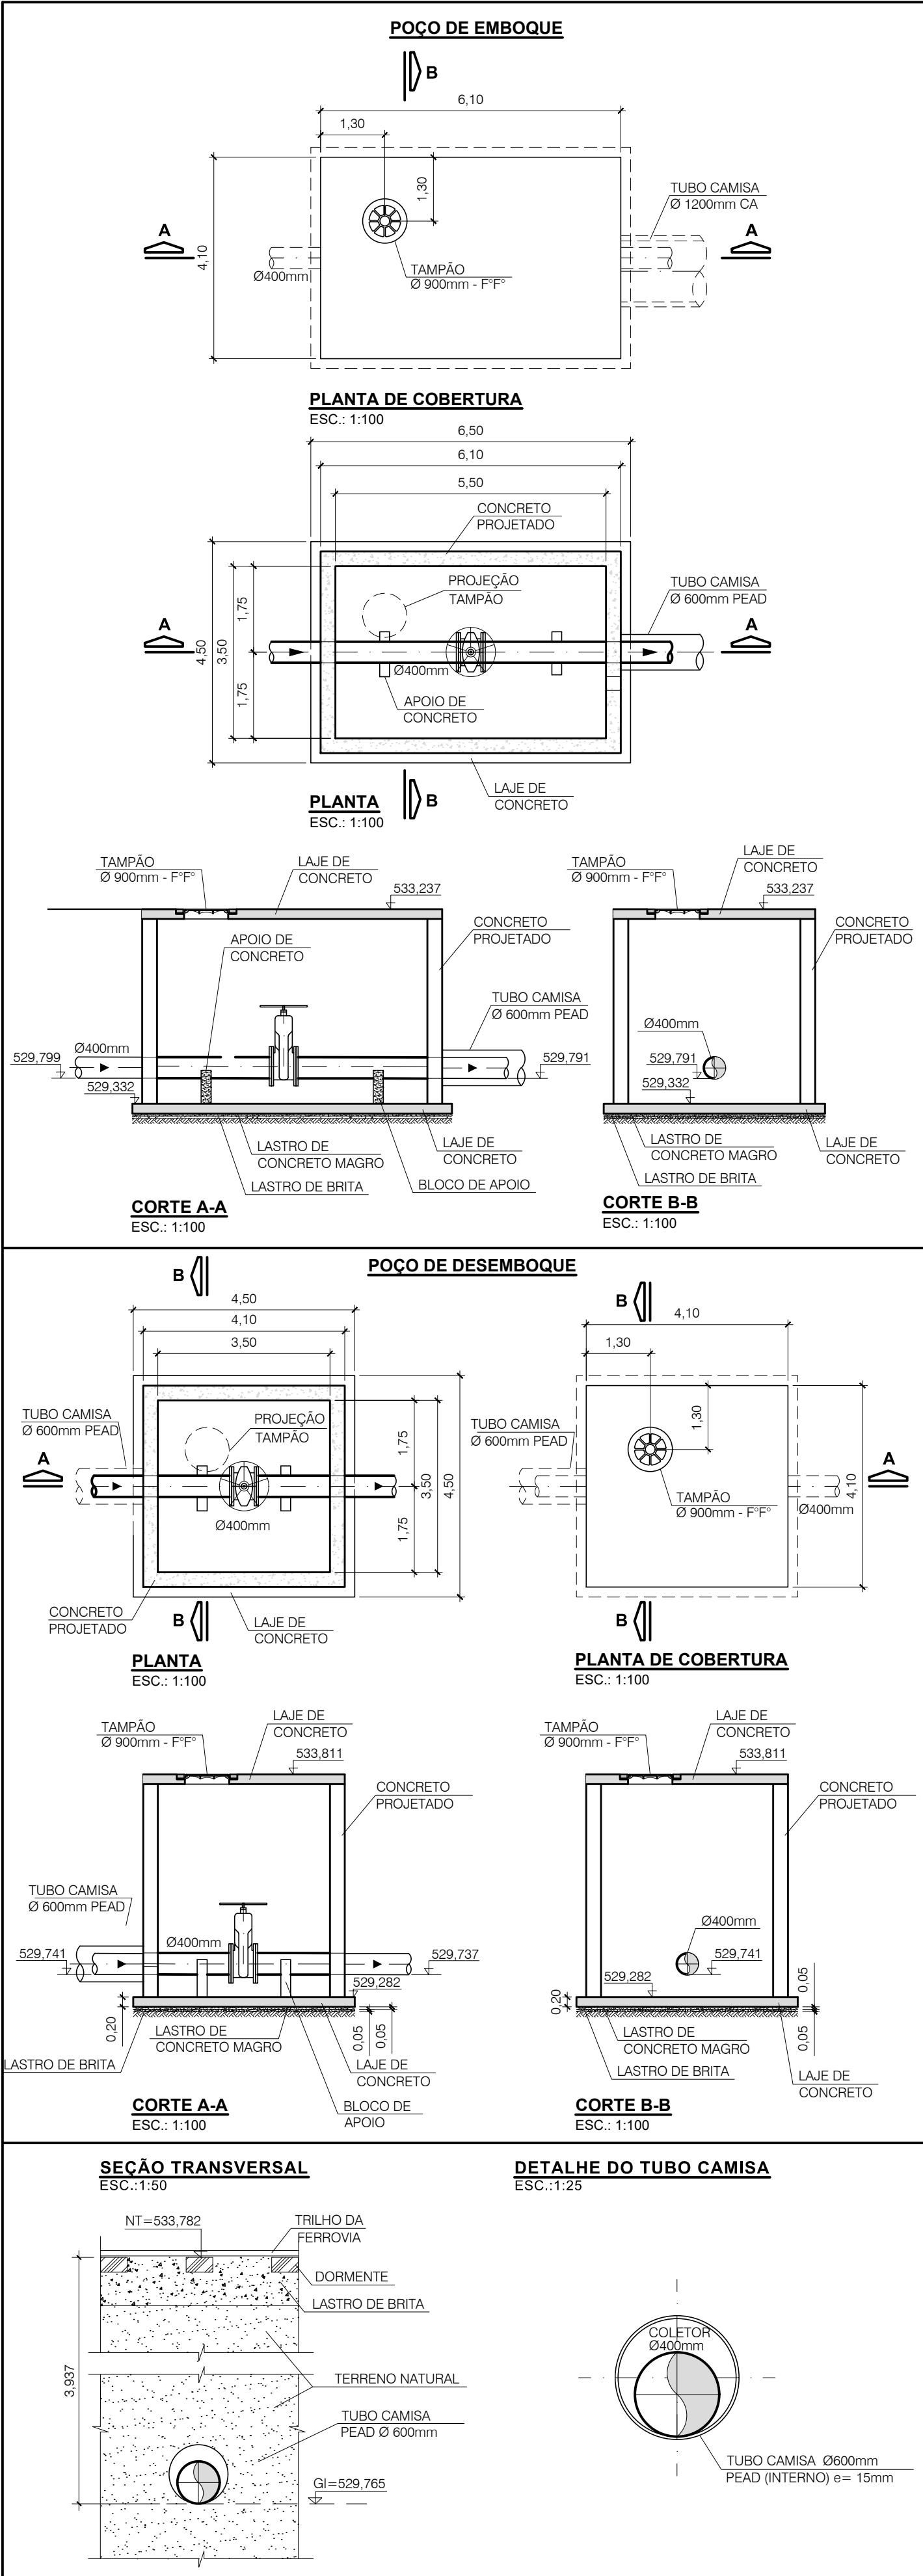 POÇO DE EMBOQUE
B
6,10
1,30
1,30
4,10
A
A
TUBO CAMISA
Ø 1200mm CA
Ø400mm
TAMPÃO
Ø 900mm - F°F°
PLANTA DE COBERTURA
ESC.: 1:100
6,50
6,10
5,50
CONCRETO
PROJETADO
PROJEÇÃO
TAMPÃO
TUBO CAMISA
Ø 600mm PEAD
A
A
4,50
3,50
1,75
1,75
Ø400mm
APOIO DE
CONCRETO
LAJE DE
CONCRETO
B
PLANTA
ESC.: 1:100
TAMPÃO
Ø 900mm - F°F°
LAJE DE
CONCRETO
533,237
CONCRETO
PROJETADO
APOIO DE
CONCRETO
TUBO CAMISA
Ø 600mm PEAD
Ø400mm
529,799
529,791
529,332
LASTRO DE
CONCRETO MAGRO
LAJE DE
CONCRETO
LASTRO DE BRITA
BLOCO DE APOIO
CORTE A-A
ESC.: 1:100
TAMPÃO
Ø 900mm - F°F°
LAJE DE
CONCRETO
533,237
CONCRETO
PROJETADO
Ø400mm
529,791
529,332
LASTRO DE
CONCRETO MAGRO
LAJE DE
CONCRETO
LASTRO DE BRITA
CORTE B-B
ESC.: 1:100
POÇO DE DESEMBOQUE
B
4,50
4,10
3,50
TUBO CAMISA
Ø 600mm PEAD
PROJEÇÃO
TAMPÃO
1,75
3,50
4,50
1,75
A
Ø400mm
CONCRETO
PROJETADO
B
LAJE DE
CONCRETO
PLANTA
ESC.: 1:100
B
4,10
1,30
1,30
TUBO CAMISA
Ø 600mm PEAD
A
4,10
TAMPÃO
Ø 900mm - F°F°
Ø400mm
B
PLANTA DE COBERTURA
ESC.: 1:100
TAMPÃO
Ø 900mm - F°F°
LAJE DE
CONCRETO
533,811
CONCRETO
PROJETADO
TUBO CAMISA
Ø 600mm PEAD
Ø400mm
529,741
529,737
529,282
0,20
0,05
0,05
LASTRO DE
CONCRETO MAGRO
LASTRO DE BRITA
LAJE DE
CONCRETO
BLOCO DE
APOIO
CORTE A-A
ESC.: 1:100
TAMPÃO
Ø 900mm - F°F°
LAJE DE
CONCRETO
533,811
CONCRETO
PROJETADO
Ø400mm
529,741
529,282
0,20
0,05
0,05
LASTRO DE
CONCRETO MAGRO
LASTRO DE BRITA
LAJE DE
CONCRETO
CORTE B-B
ESC.: 1:100
SEÇÃO TRANSVERSAL
ESC.:1:50
NT=533,782
TRILHO DA
FERROVIA
DORMENTE
LASTRO DE BRITA
3,937
TERRENO NATURAL
TUBO CAMISA
PEAD Ø 600mm
GI=529,765
DETALHE DO TUBO CAMISA
ESC.:1:25
COLETOR
Ø400mm
TUBO CAMISA Ø600mm
PEAD (INTERNO) e= 15mm